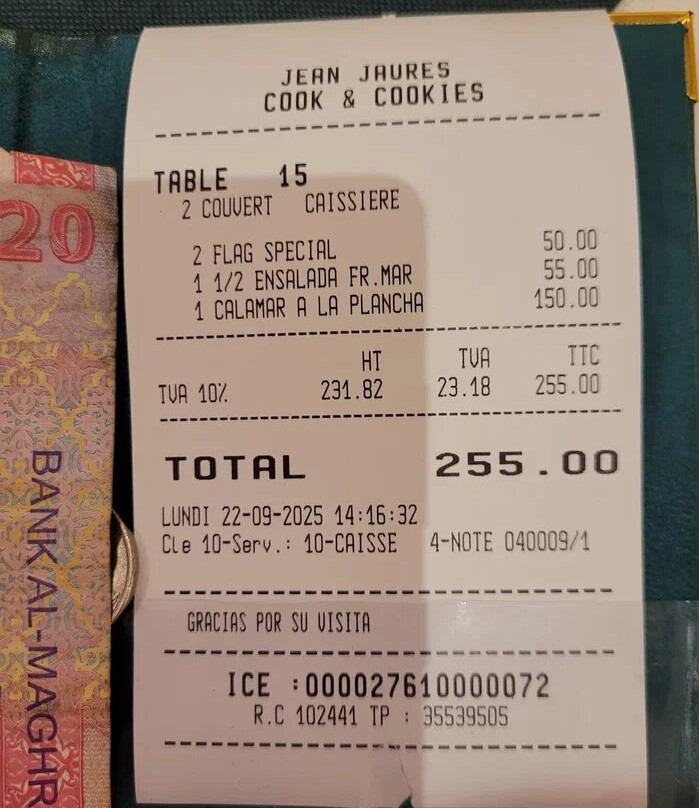 JEAN JAURES
COOK & COOKIES
TABLE 15
2 COUVERT CAISSIERE
2 FLAG SPECIAL 50.00
1 1/2 ENSALADA FR.MAR 55.00
1 CALAMAR A LA PLANCHA 150.00
HT TVA TTC
TVA 10% 231.82 23.18 255.00
TOTAL 255.00
LUNDI 22-09-2025 14:16:32
Cle 10-Serv.: 10-CAISSE 4-NOTE 040009/1
GRACIAS POR SU VISITA
ICE :000027610000072
R.C 102441 TP : 35539505
20
BANK AL-MAGHR